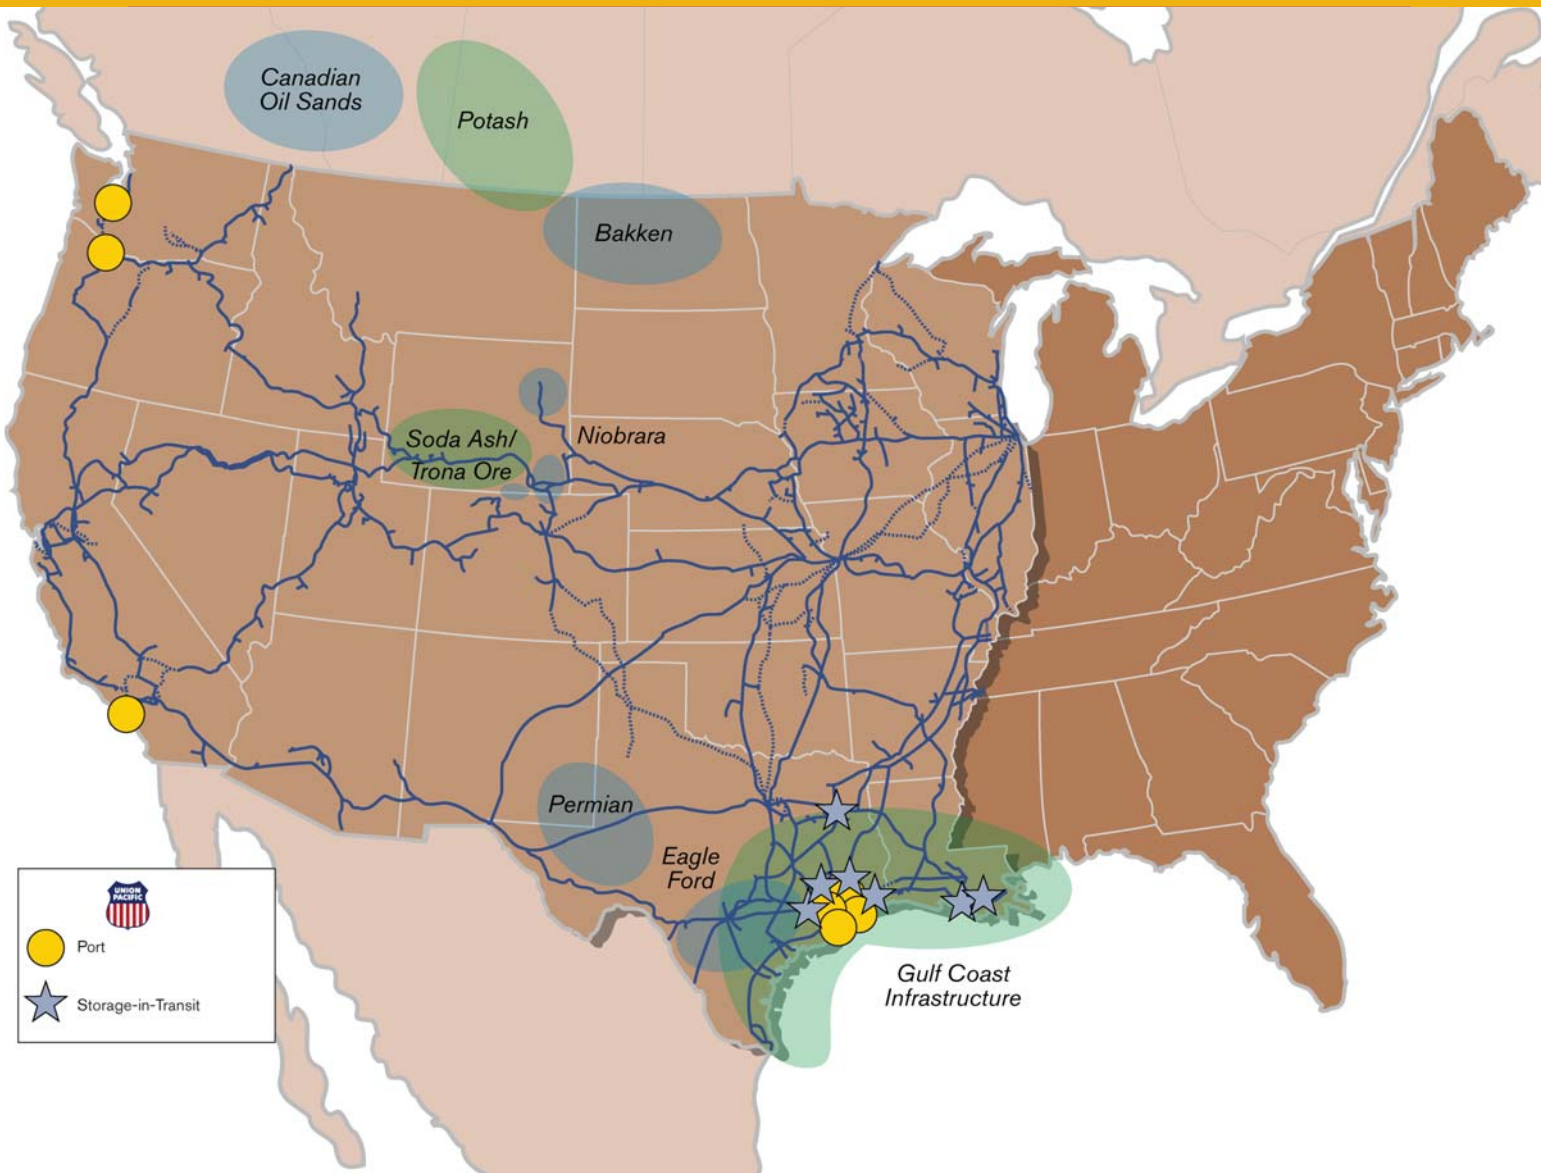 Canadian
Oil Sands
Potash
Bakken
Soda Ash/
Trona Ore
Niobrara
Permian
Eagle
Ford
Gulf Coast
Infrastructure
UNION
PACIFIC
Port
Storage-in-Transit